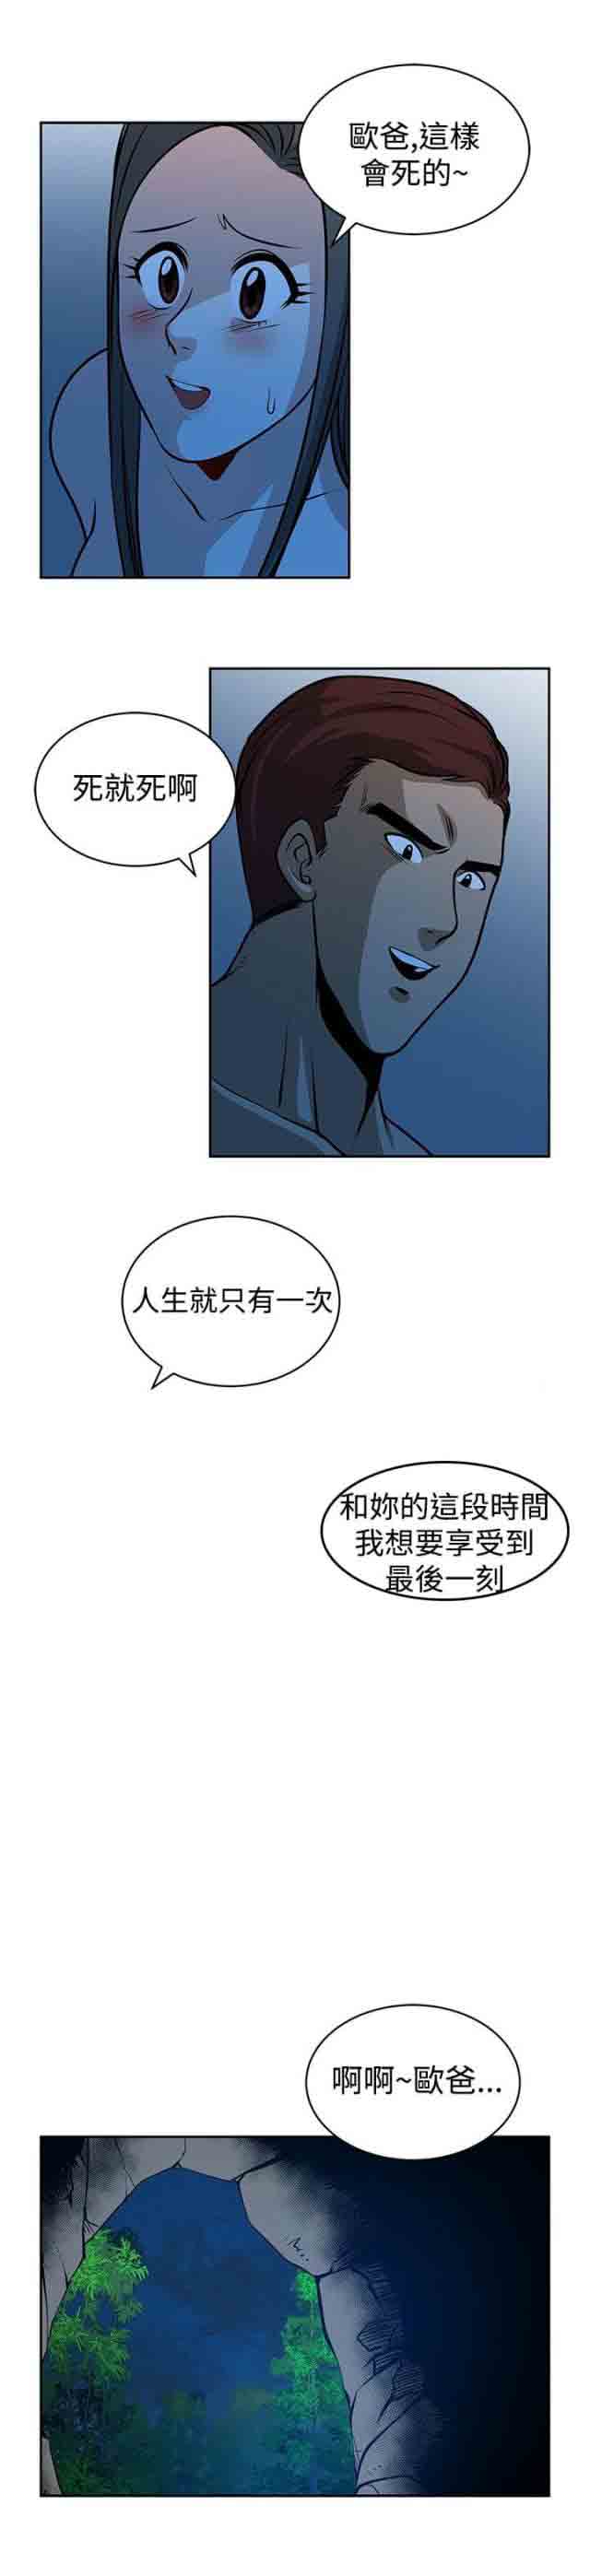 歐爸,這樣
會死的~
死就死啊
人生就只有一次
和妳的這段時間
我想要享受到
最後一刻
啊啊~歐爸...